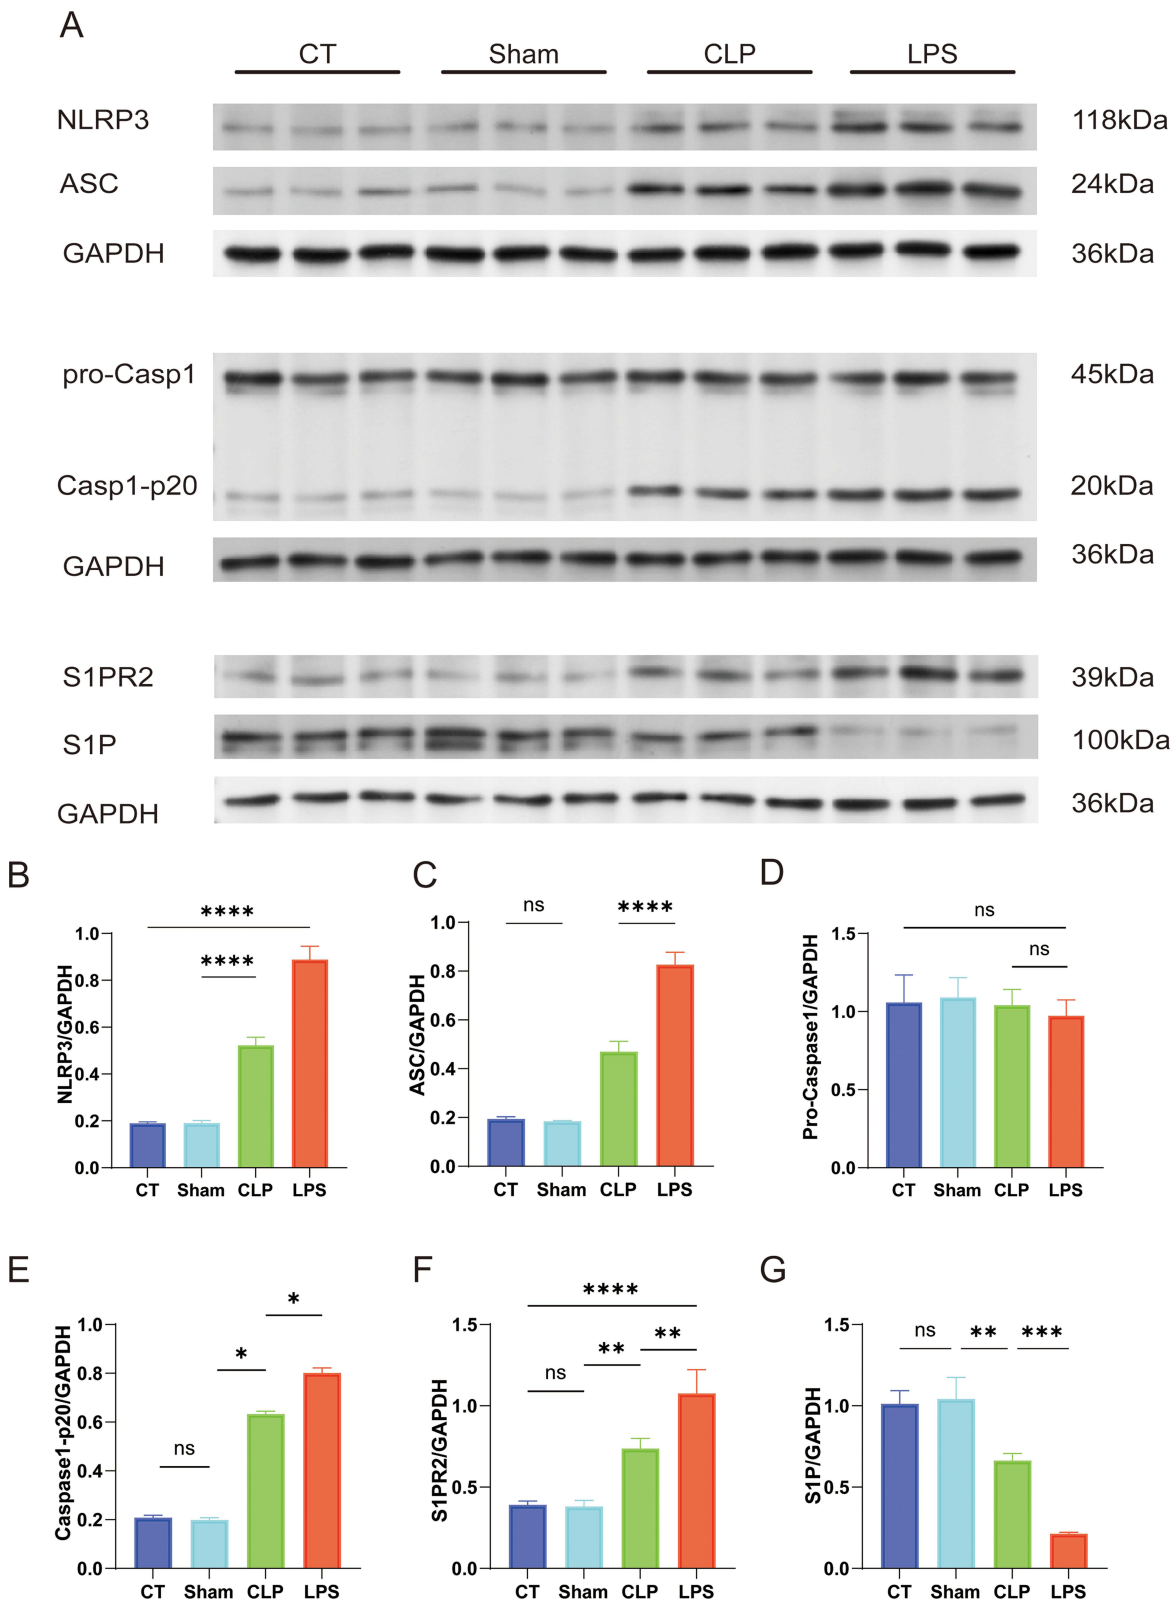 A
CT Sham CLP LPS
NLRP3 118kDa
ASC 24kDa
GAPDH 36kDa
pro-Casp1 45kDa
Casp1-p20 20kDa
GAPDH 36kDa
S1PR2 39kDa
S1P 100kDa
GAPDH 36kDa
B
NLRP3/GAPDH
1.0
0.8
0.6
0.4
0.2
0.0
****
****
CT Sham CLP LPS
C
ASC/GAPDH
1.0
0.8
0.6
0.4
0.2
0.0
ns ****
CT Sham CLP LPS
D
Pro-Caspase1/GAPDH
1.5
1.0
0.5
0.0
ns
ns
CT Sham CLP LPS
E
Caspase1-p20/GAPDH
1.0
0.8
0.6
0.4
0.2
0.0
*
*
ns
CT Sham CLP LPS
F
S1PR2/GAPDH
1.5
1.0
0.5
0.0
****
**
**
ns
CT Sham CLP LPS
G
S1P/GAPDH
1.5
1.0
0.5
0.0
ns ** ***
CT Sham CLP LPS